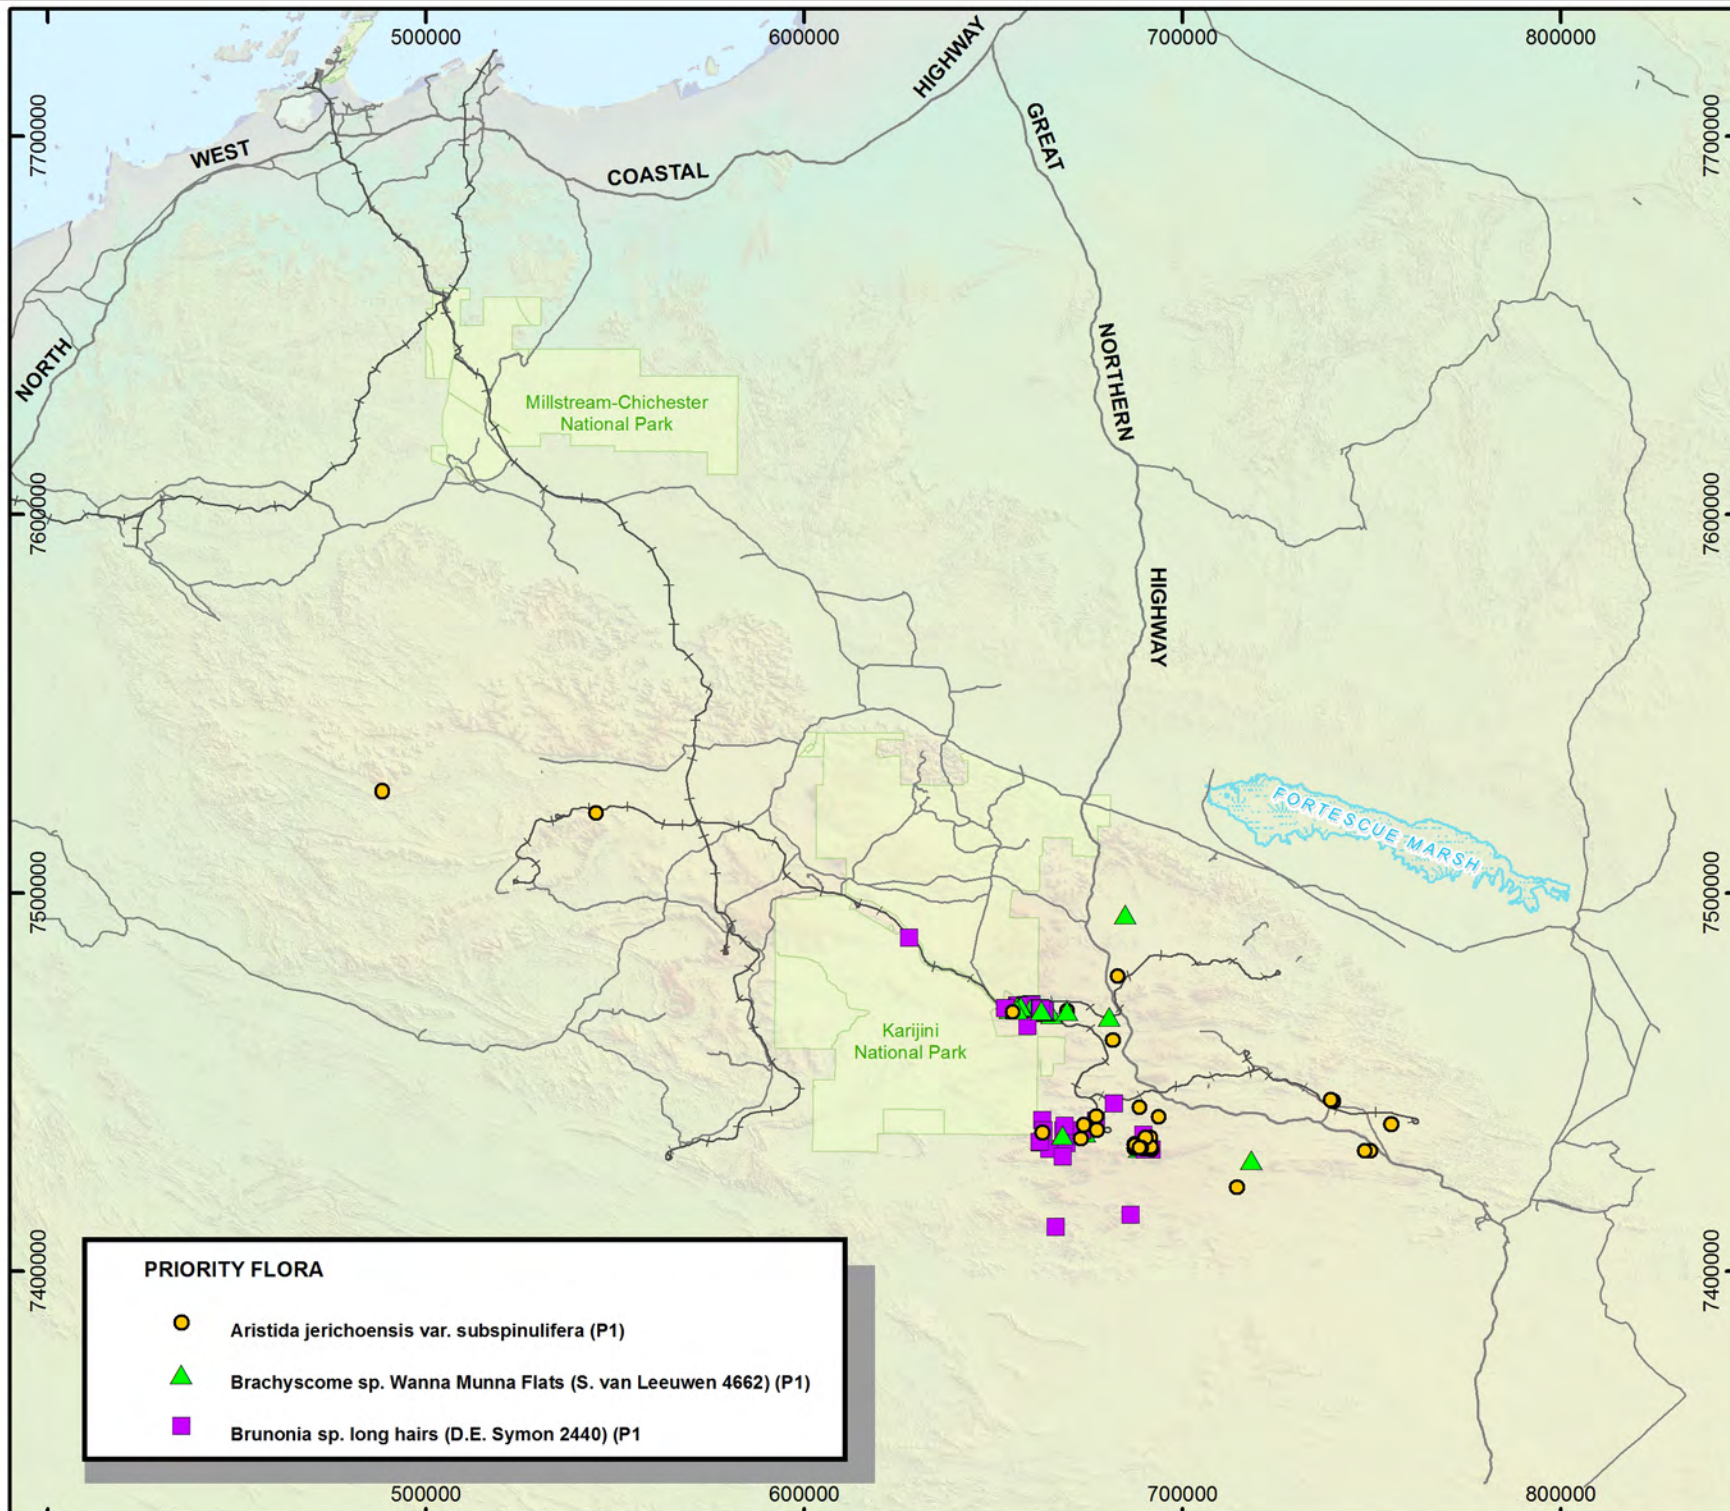 500000
600000
700000
800000
7700000
7700000
HIGHWAY
GREAT
WEST
COASTAL
NORTH
NORTHERN
Millstream-Chichester
National Park
7600000
7600000
HIGHWAY
FORTESCUE MARSH
7500000
7500000
Karijini
National Park
7400000
7400000
PRIORITY FLORA
Aristida jerichoensis var. subspinulifera (P1)
Brachyscome sp. Wanna Munna Flats (S. van Leeuwen 4662) (P1)
Brunonia sp. long hairs (D.E. Symon 2440) (P1
500000
600000
700000
800000